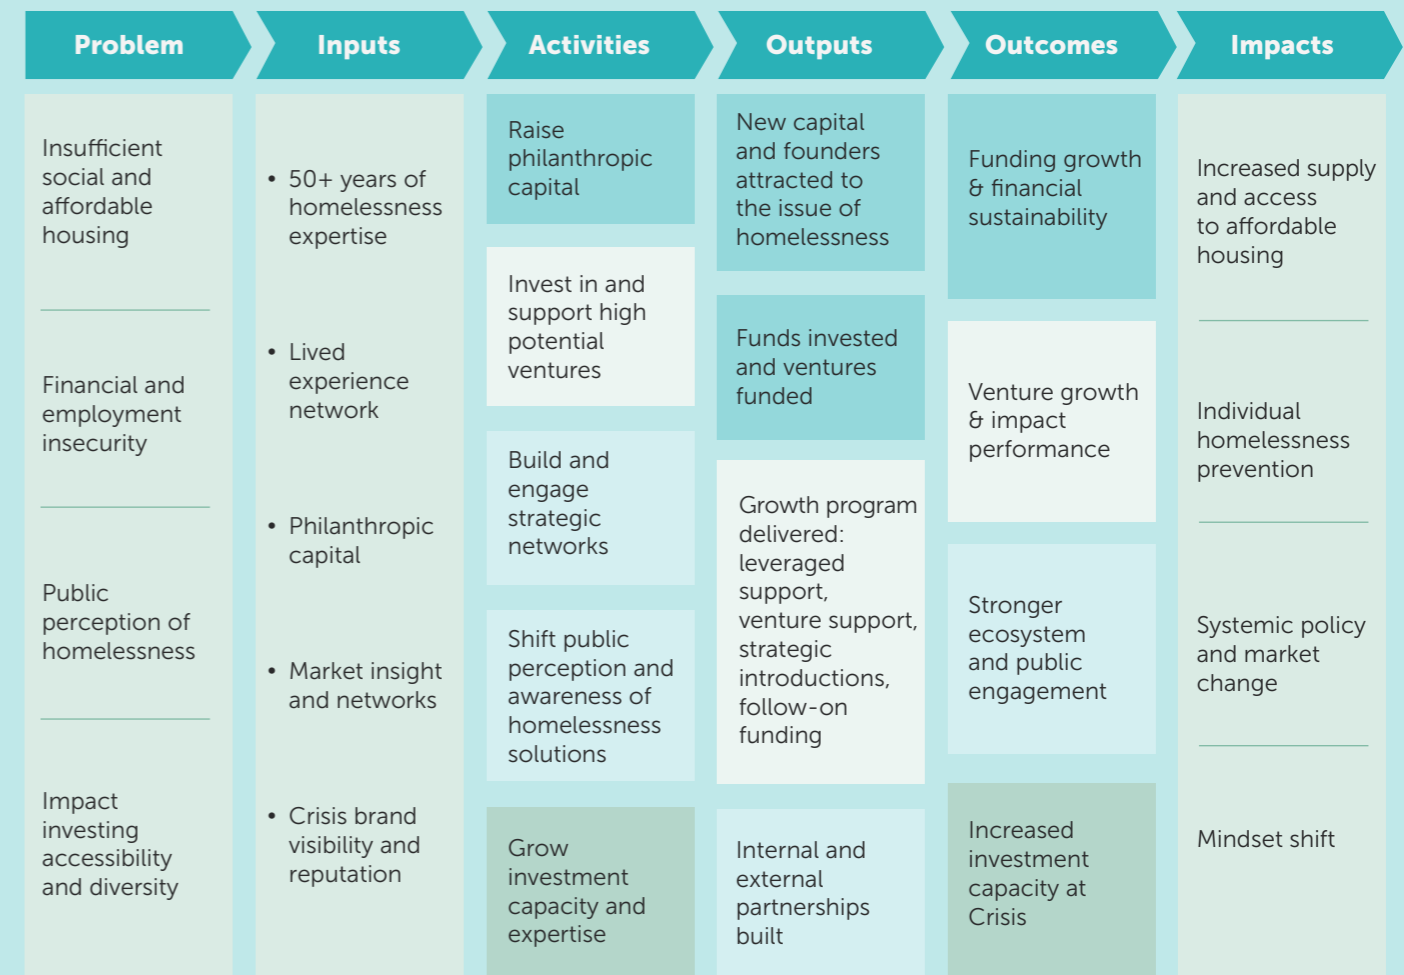 Problem
Inputs
Activities
Outputs
Outcomes
Impacts
Insufficient
social and
affordable
housing
Financial and
employment
insecurity
Public
perception of
homelessness
Impact
investing
accessibility
and diversity
• 50+ years of
homelessness
expertise
• Lived
experience
network
• Philanthropic
capital
• Market insight
and networks
• Crisis brand
visibility and
reputation
Raise
philanthropic
capital
Invest in and
support high
potential
ventures
Build and
engage
strategic
networks
Shift public
perception and
awareness of
homelessness
solutions
Grow
investment
capacity and
expertise
New capital
and founders
attracted to
the issue of
homelessness
Funds invested
and ventures
funded
Growth program
delivered:
leveraged
support,
venture support,
strategic
introductions,
follow-on
funding
Internal and
external
partnerships
built
Funding growth
& financial
sustainability
Venture growth
& impact
performance
Stronger
ecosystem
and public
engagement
Increased
investment
capacity at
Crisis
Increased supply
and access
to affordable
housing
Individual
homelessness
prevention
Systemic policy
and market
change
Mindset shift